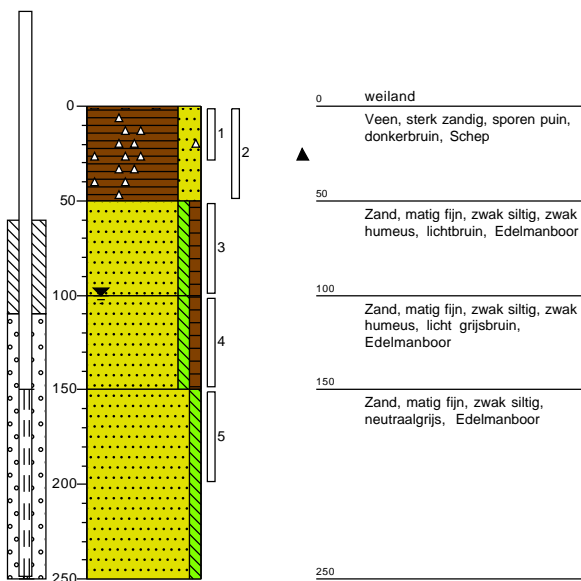 0
50
100
150
200
250
1
2
3
4
5
0
weiland
Veen, sterk zandig, sporen puin,
donkerbruin, Schep
50
Zand, matig fijn, zwak siltig, zwak
humeus, lichtbruin, Edelmanboor
100
Zand, matig fijn, zwak siltig, zwak
humeus, licht grijsbruin,
Edelmanboor
150
Zand, matig fijn, zwak siltig,
neutraalgrijs, Edelmanboor
250